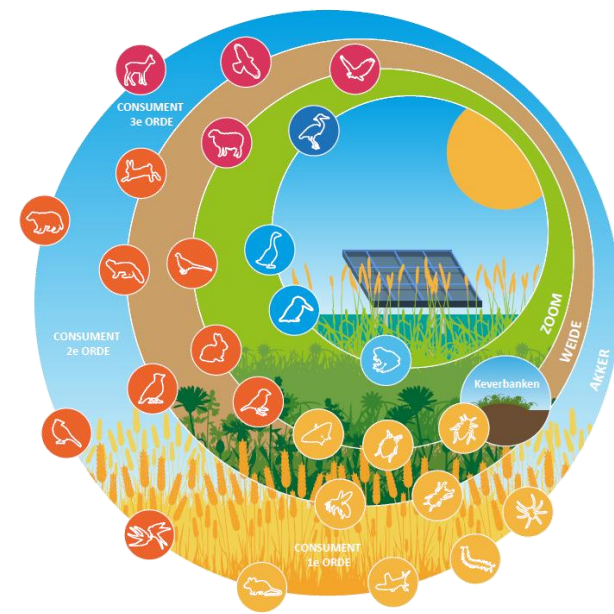 CONSUMENT
3e ORDE
CONSUMENT
2e ORDE
ZOOM
WEIDE
AKKER
Keverbanken
CONSUMENT
1e ORDE